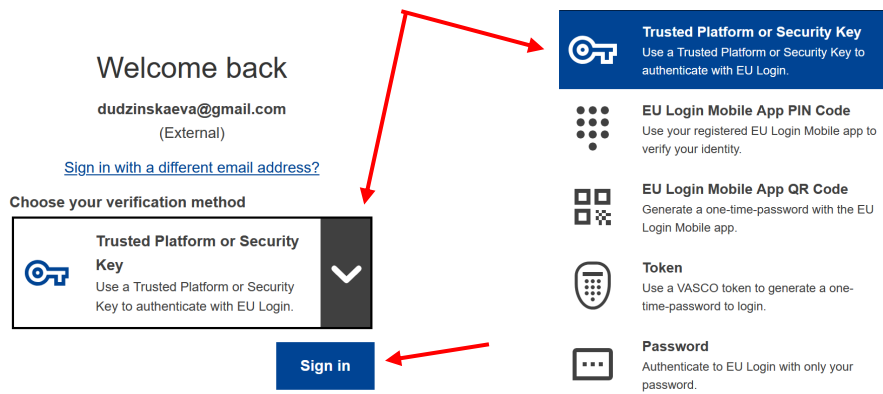 Welcome back
dudzinskaeva@gmail.com
(External)
Sign in with a different email address?
Choose your verification method
Trusted Platform or Security
Key
Use a Trusted Platform or Security
Key to authenticate with EU Login.
Sign in
Trusted Platform or Security Key
Use a Trusted Platform or Security Key to
authenticate with EU Login.
EU Login Mobile App PIN Code
Use your registered EU Login Mobile app to
verify your identity.
EU Login Mobile App QR Code
Generate a one-time-password with the EU
Login Mobile app.
Token
Use a VASCO token to generate a one-
time-password to login.
Password
Authenticate to EU Login with only your
password.